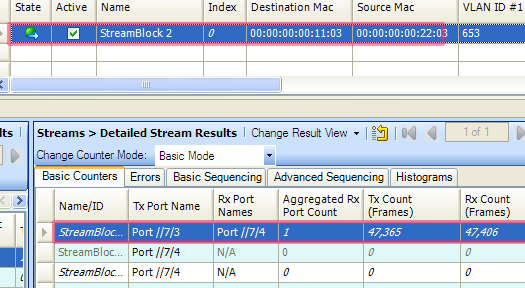 State Active Name Index Destination Mac Source Mac VLAN ID #1
StreamBlock 2 0 00:00:00:00:11:03 00:00:00:00:22:03 653
Streams > Detailed Stream Results Change Result View 1 of 1
Change Counter Mode: Basic Mode
Basic Counters Errors Basic Sequencing Advanced Sequencing Histograms
Name/ID Tx Port Name Rx Port Names Aggregated Rx Port Count Tx Count (Frames) Rx Count (Frames)
StreamBloc... Port //7/3 Port //7/4 1 47,365 47,406
StreamBloc... Port //7/4 N/A 0 0 0
StreamBloc... Port //7/4 N/A 0 0 0